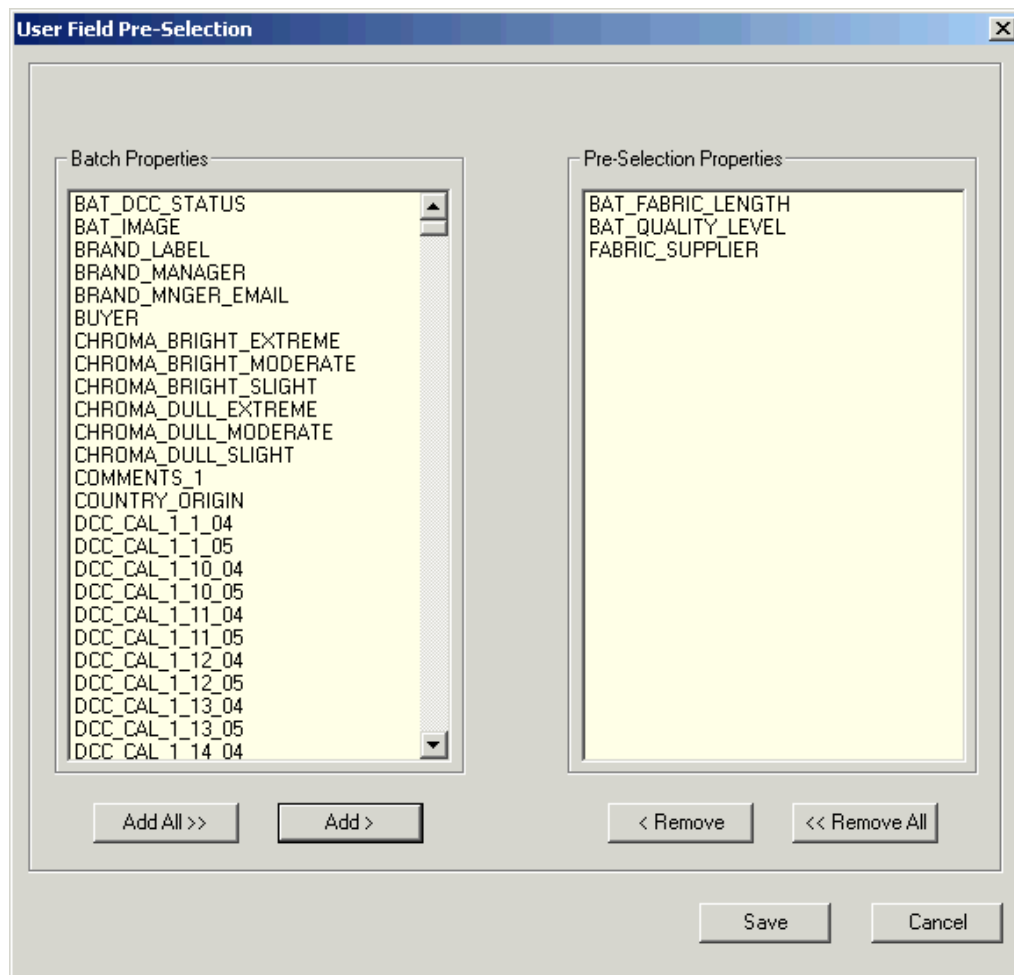 User Field Pre-Selection
Batch Properties
BAT_DCC_STATUS
BAT_IMAGE
BRAND_LABEL
BRAND_MANAGER
BRAND_MNGER_EMAIL
BUYER
CHROMA_BRIGHT_EXTREME
CHROMA_BRIGHT_MODERATE
CHROMA_BRIGHT_SLIGHT
CHROMA_DULL_EXTREME
CHROMA_DULL_MODERATE
CHROMA_DULL_SLIGHT
COMMENTS_1
COUNTRY_ORIGIN
DCC_CAL_1_1_04
DCC_CAL_1_1_05
DCC_CAL_1_10_04
DCC_CAL_1_10_05
DCC_CAL_1_11_04
DCC_CAL_1_11_05
DCC_CAL_1_12_04
DCC_CAL_1_12_05
DCC_CAL_1_13_04
DCC_CAL_1_13_05
DCC_CAL_1_14_04
Pre-Selection Properties
BAT_FABRIC_LENGTH
BAT_QUALITY_LEVEL
FABRIC_SUPPLIER
Add All >>
Add >
< Remove
<< Remove All
Save
Cancel